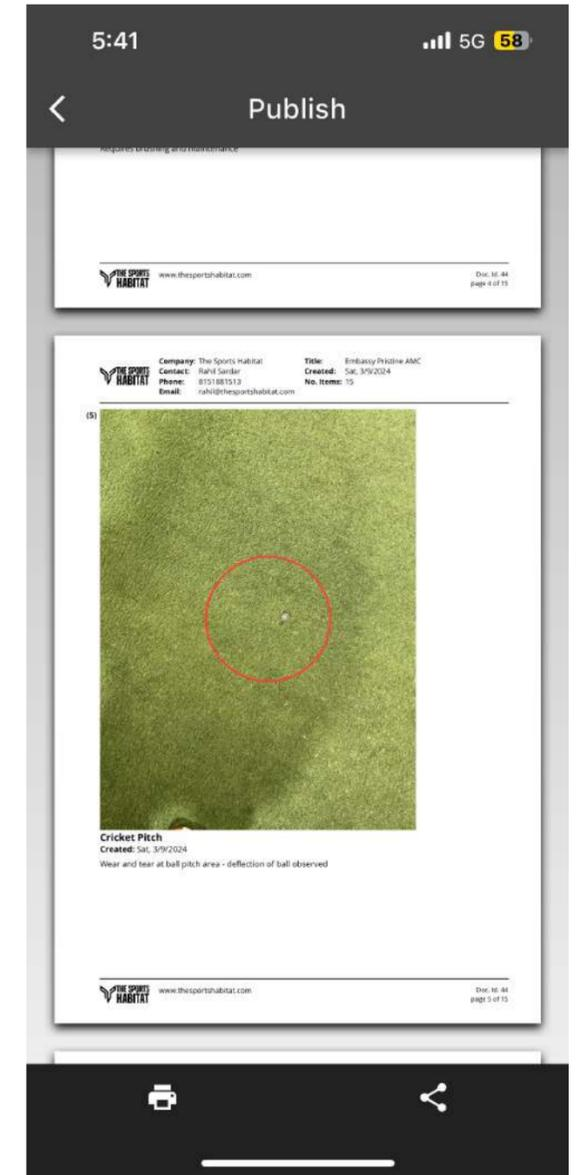 5:41
5G 58
Publish
Requires brushing and maintenance
THE SPORTS
HABITAT
www.thesportshabitat.com
Doc. Id. 44
page 4 of 15
THE SPORTS
HABITAT
Company: The Sports Habitat
Contact: Rahil Sardar
Phone: 8151881513
Email: rahil@thesportshabitat.com
Title: Embassy Pristine AMC
Created: Sat, 3/9/2024
No. Items: 15
(5)
Cricket Pitch
Created: Sat, 3/9/2024
Wear and tear at ball pitch area - deflection of ball observed
THE SPORTS
HABITAT
www.thesportshabitat.com
Doc. Id. 44
page 5 of 15